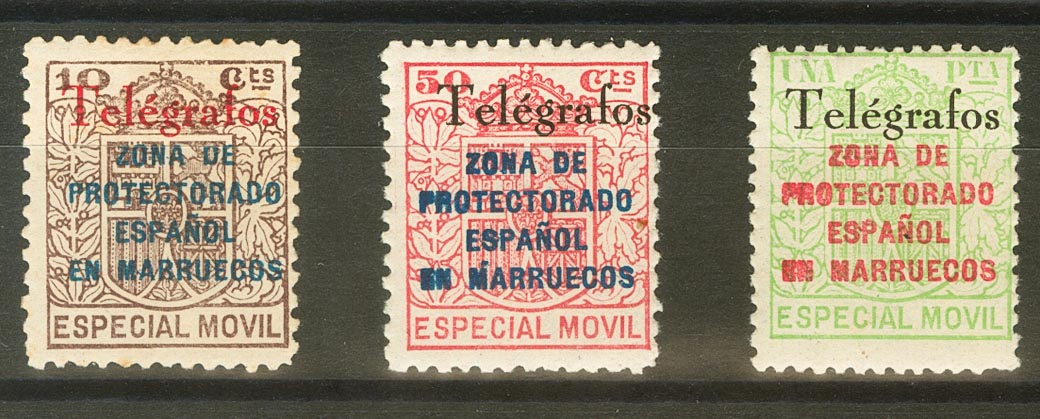 10 Cts
Telégrafos
ZONA DE
PROTECTORADO
ESPAÑOL
EN MARRUECOS
ESPECIAL MOVIL
50 Cts
Telégrafos
ZONA DE
PROTECTORADO
ESPAÑOL
EN MARRUECOS
ESPECIAL MOVIL
UNA PTA
Telégrafos
ZONA DE
PROTECTORADO
ESPAÑOL
EN MARRUECOS
ESPECIAL MOVIL